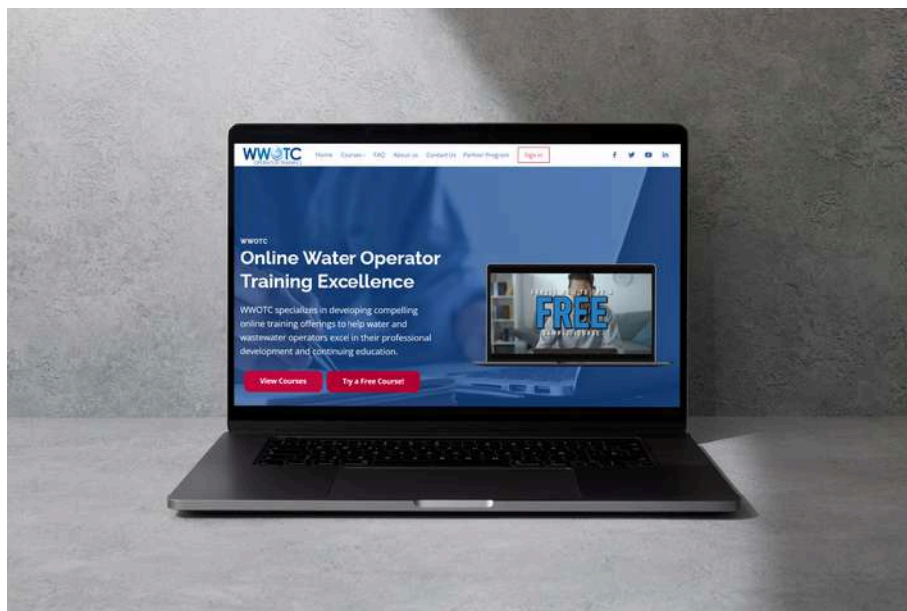 WWOTC
Home Courses FAQ About us Contact Us Partner Program Sign in
WWOTC
Online Water Operator
Training Excellence
WWOTC specializes in developing compelling
online training offerings to help water and
wastewater operators excel in their professional
development and continuing education.
FREE
View Courses Try a Free Course!